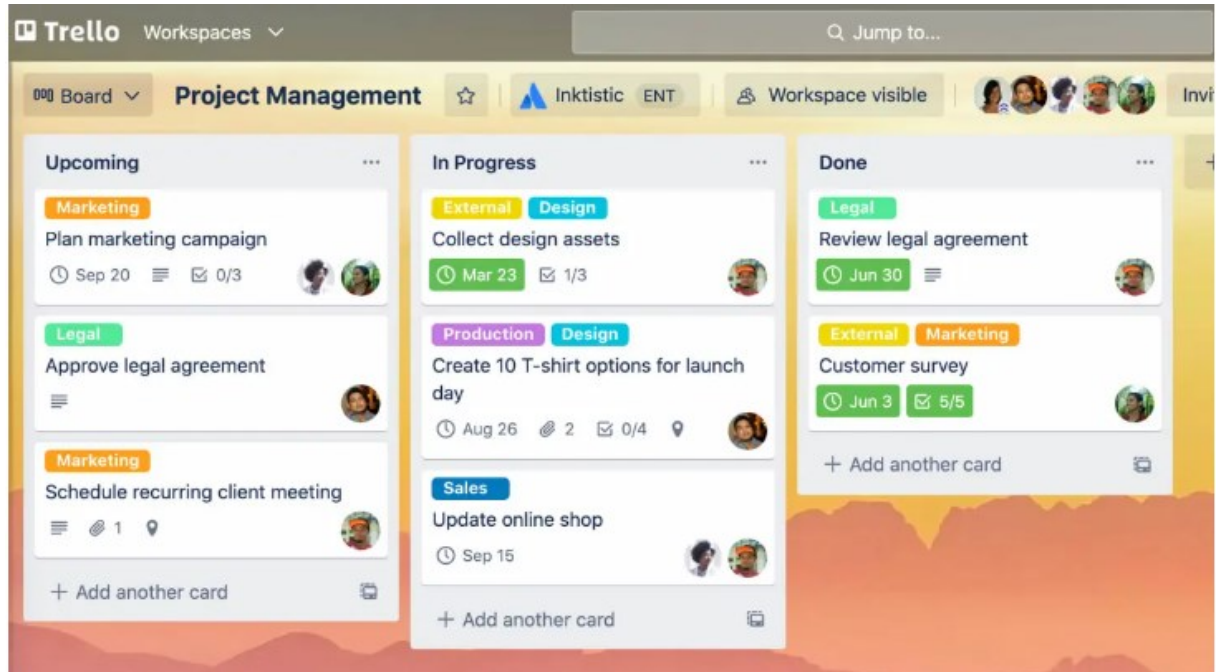 Trello Workspaces Jump to...
Board Project Management Inktistic ENT Workspace visible Invi
Upcoming
Marketing
Plan marketing campaign
Sep 20 0/3
Legal
Approve legal agreement
Marketing
Schedule recurring client meeting
1
+ Add another card
In Progress
External Design
Collect design assets
Mar 23 1/3
Production Design
Create 10 T-shirt options for launch
day
Aug 26 2 0/4
Sales
Update online shop
Sep 15
+ Add another card
Done
Legal
Review legal agreement
Jun 30
External Marketing
Customer survey
Jun 3 5/5
+ Add another card